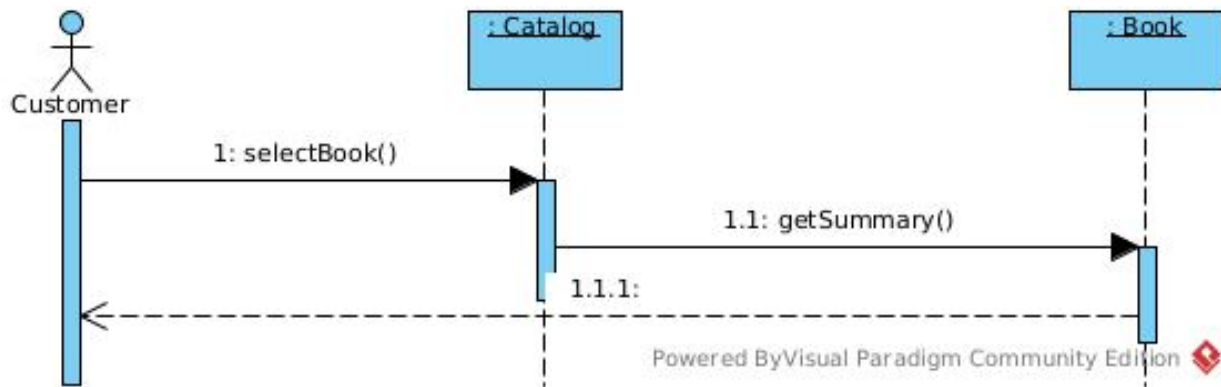 : Catalog
: Book
Customer
1: selectBook()
1.1: getSummary()
1.1.1:
Powered ByVisual Paradigm Community Edition